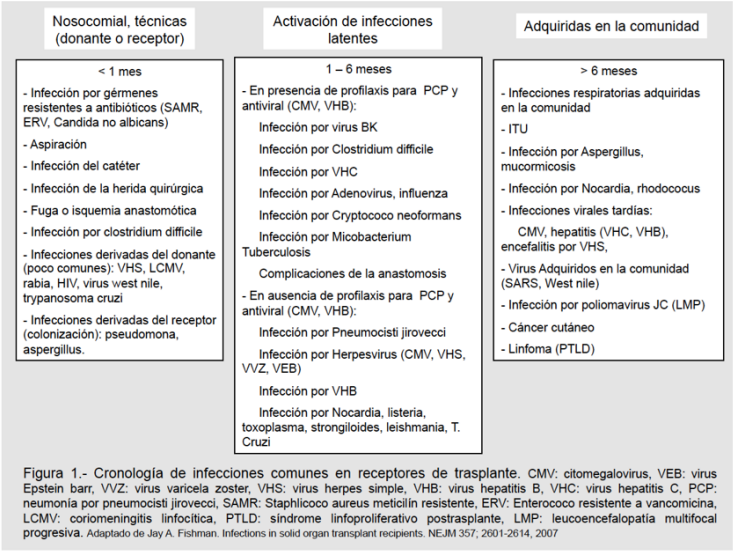 Nosocomial, técnicas
(donante o receptor)
< 1 mes
- Infección por gérmenes
resistentes a antibióticos (SAMR,
ERV, Candida no albicans)
- Aspiración
- Infección del catéter
- Infección de la herida quirúrgica
- Fuga o isquemia anastomótica
- Infección por clostridium difficile
- Infecciones derivadas del donante
(poco comunes): VHS, LCMV,
rabia, HIV, virus west nile,
trypanosoma cruzi
- Infecciones derivadas del receptor
(colonización): pseudomona,
aspergillus.
Activación de infecciones
latentes
1 – 6 meses
- En presencia de profilaxis para PCP y
antiviral (CMV, VHB):
Infección por virus BK
Infección por Clostridium difficile
Infección por VHC
Infección por Adenovirus, influenza
Infección por Cryptococo neoformans
Infección por Micobacterium
Tuberculosis
Complicaciones de la anastomosis
- En ausencia de profilaxis para PCP y
antiviral (CMV, VHB):
Infección por Pneumocisti jirovecci
Infección por Herpesvirus (CMV, VHS,
VVZ, VEB)
Infección por VHB
Infección por Nocardia, listeria,
toxoplasma, strongiloides, leishmania, T.
Cruzi
Adquiridas en la comunidad
> 6 meses
- Infecciones respiratorias adquiridas
en la comunidad
- ITU
- Infección por Aspergillus,
mucormicosis
- Infección por Nocardia, rhodococus
- Infecciones virales tardías:
CMV, hepatitis (VHC, VHB),
encefalitis por VHS,
- Virus Adquiridos en la comunidad
(SARS, West nile)
- Infección por poliomavirus JC (LMP)
- Cáncer cutáneo
- Linfoma (PTLD)
Figura 1.- Cronología de infecciones comunes en receptores de trasplante. CMV: citomegalovirus, VEB: virus
Epstein barr, VVZ: virus varicela zoster, VHS: virus herpes simple, VHB: virus hepatitis B, VHC: virus hepatitis C, PCP:
neumonía por pneumocisti jirovecci, SAMR: Staphlicoco aureus meticilín resistente, ERV: Enterococo resistente a vancomicina,
LCMV: coriomeningitis linfocítica, PTLD: síndrome linfoproliferativo postrasplante, LMP: leucoencefalopatía multifocal
progresiva. Adaptado de Jay A. Fishman. Infections in solid organ transplant recipients. NEJM 357; 2601-2614, 2007